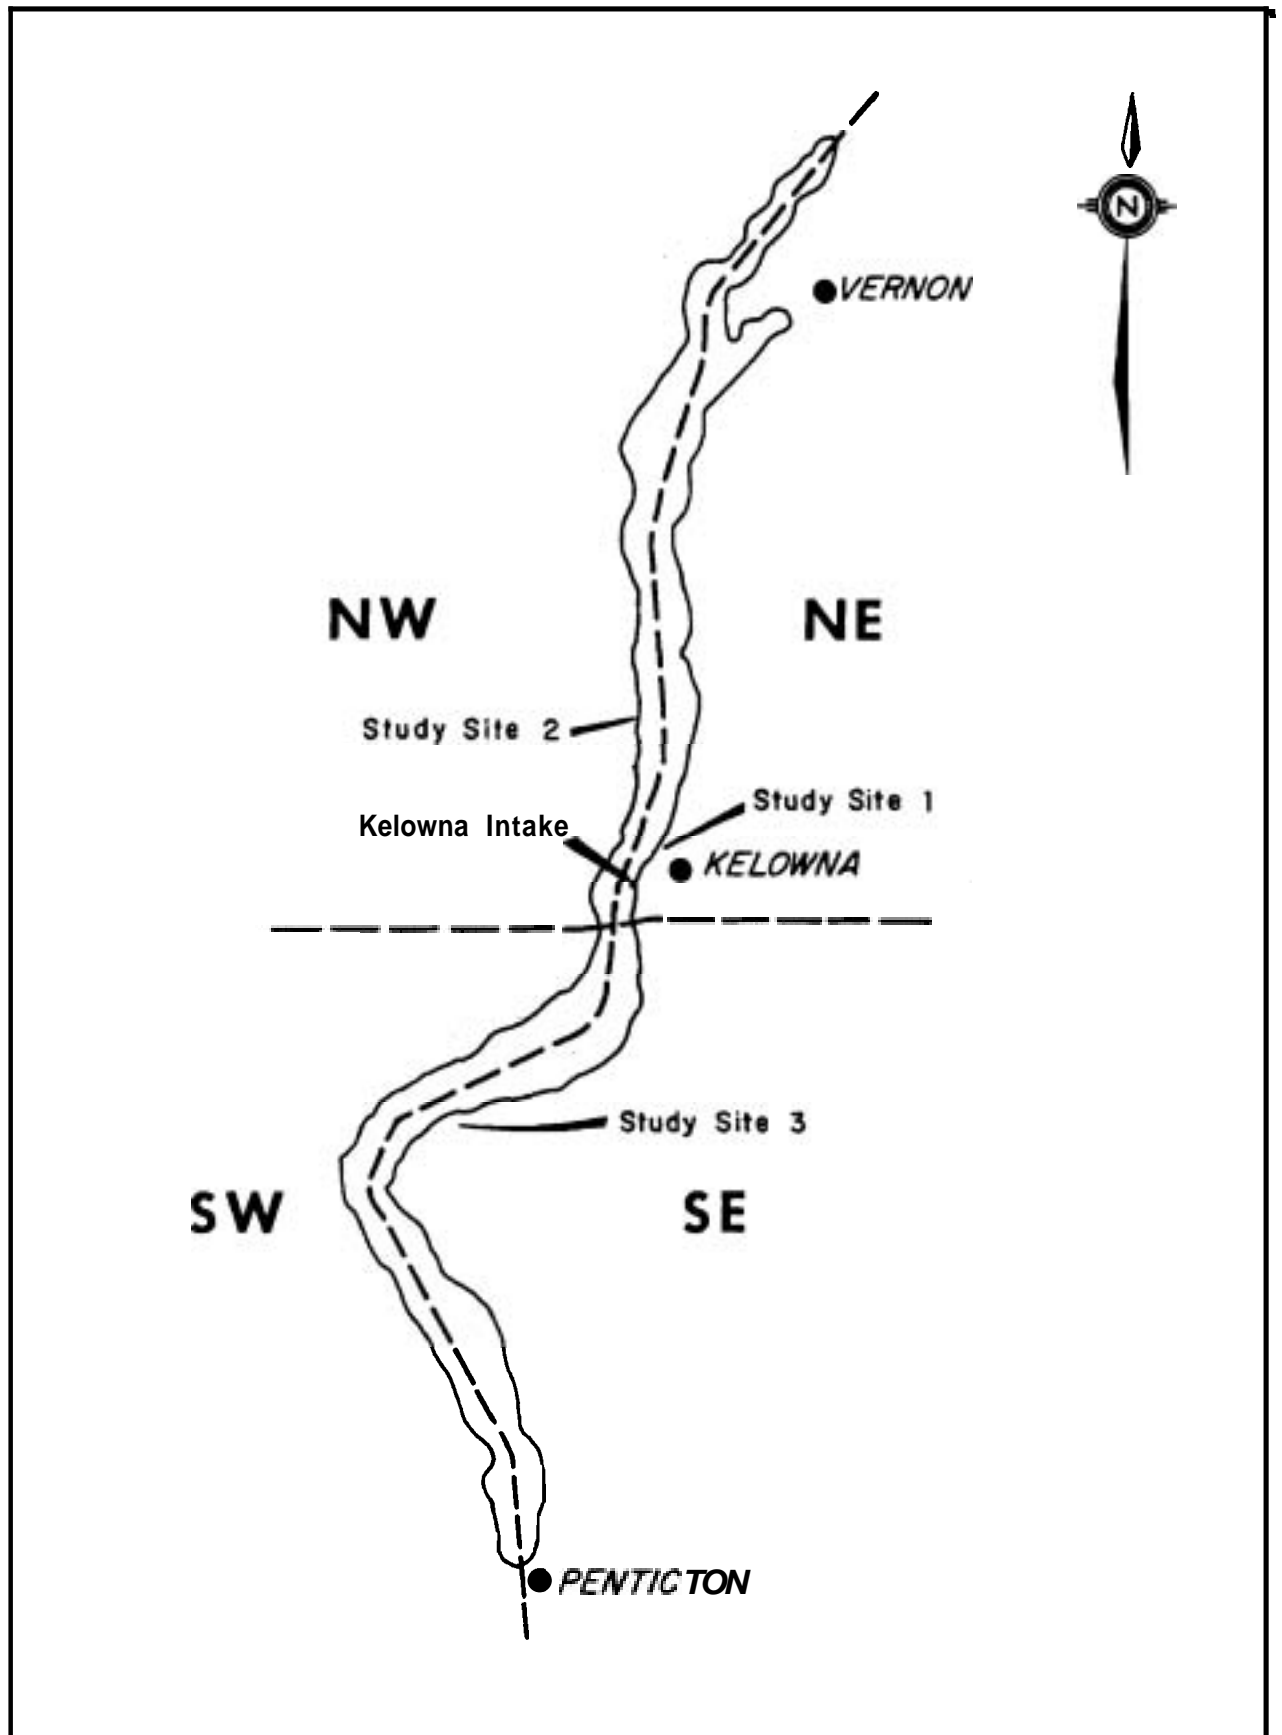 N
VERNON
NW
NE
Study Site 2
Study Site 1
Kelowna Intake
KELOWNA
Study Site 3
SW
SE
PENTICTON